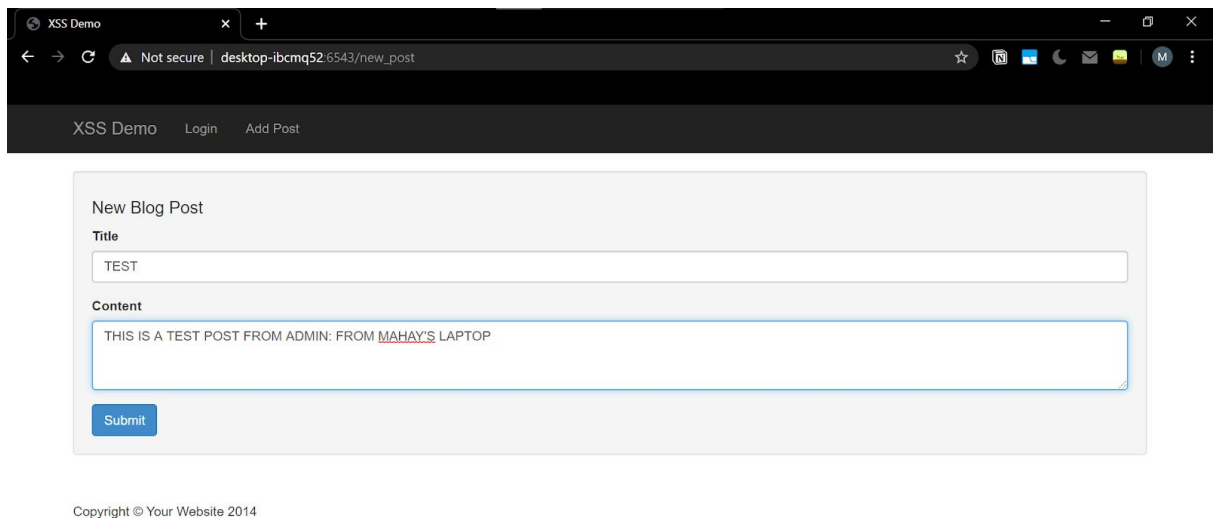 XSS Demo
Not secure | desktop-ibcmq52:6543/new_post
M
XSS Demo Login Add Post
New Blog Post
Title
TEST
Content
THIS IS A TEST POST FROM ADMIN: FROM MAHAY'S LAPTOP
Submit
Copyright © Your Website 2014